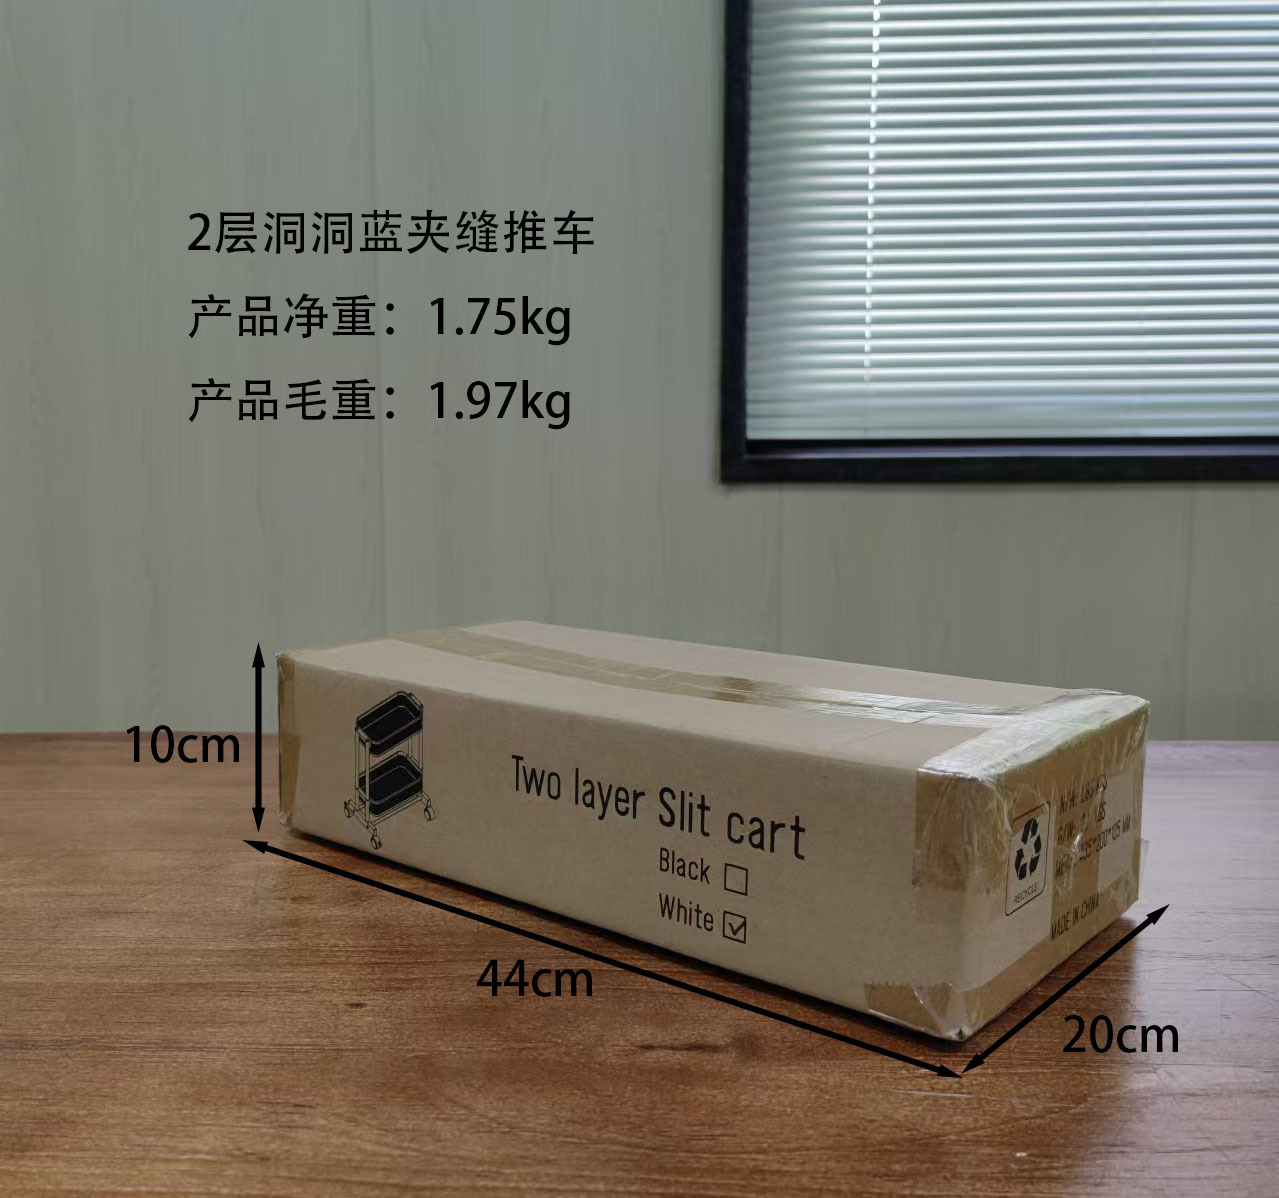 2层洞洞蓝夹缝推车
产品净重：1.75kg
产品毛重：1.97kg
10cm
44cm
20cm
Two layer Slit cart
Black
White
RECYCLE
MADE IN CHINA